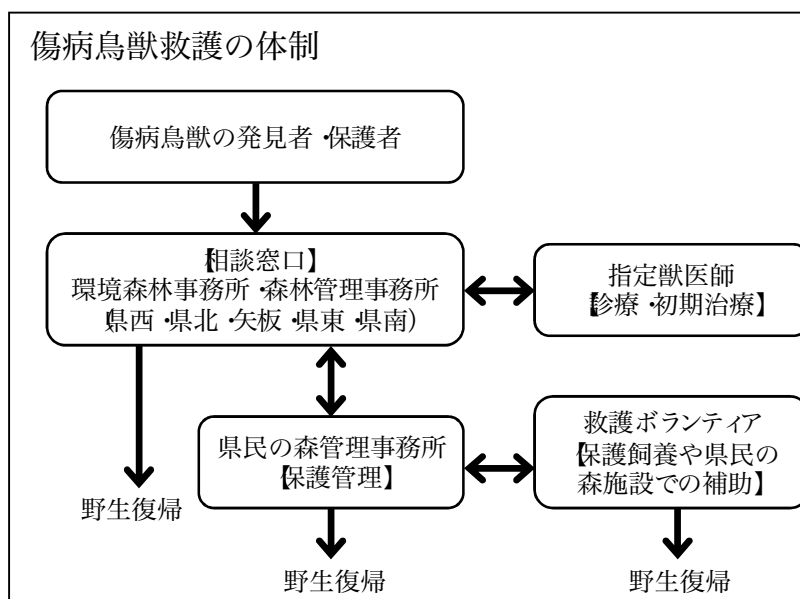 傷病鳥獣救護の体制
傷病鳥獣の発見者・保護者
【相談窓口】
環境森林事務所・森林管理事務所
(県西・県北・矢板・県東・県南)
指定獣医師
【診療・初期治療】
県民の森管理事務所
【保護管理】
救護ボランティア
【保護飼養や県民の
森施設での補助】
野生復帰
野生復帰
野生復帰